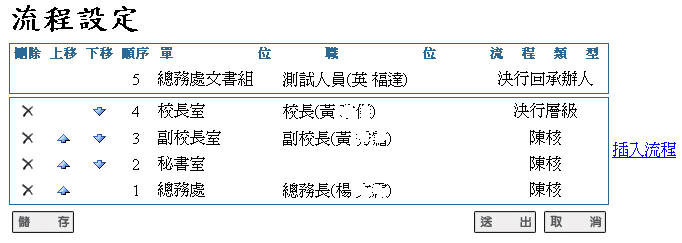 流程設定
刪除 上移 下移 順序 單位 職位 流程類型
5 總務處文書組 測試人員(英 福達) 決行回承辦人
4 校長室 校長(黃 ) 決行層級
3 副校長室 副校長(黃 ) 陳核
2 秘書室 陳核
1 總務處 總務長(楊 ) 陳核
插入流程
儲存 送出 取消